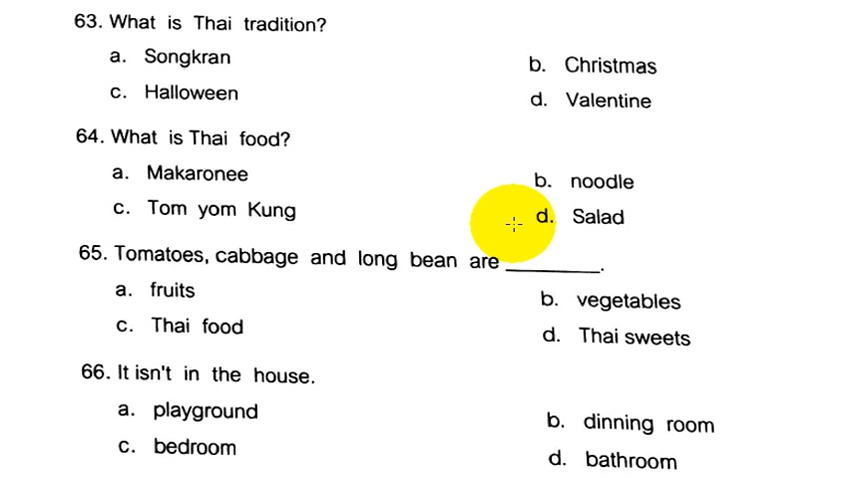 63. What is Thai tradition?
a. Songkran
b. Christmas
c. Halloween
d. Valentine
64. What is Thai food?
a. Makaronee
b. noodle
c. Tom yom Kung
d. Salad
65. Tomatoes, cabbage and long bean are ________.
a. fruits
b. vegetables
c. Thai food
d. Thai sweets
66. It isn't in the house.
a. playground
b. dinning room
c. bedroom
d. bathroom